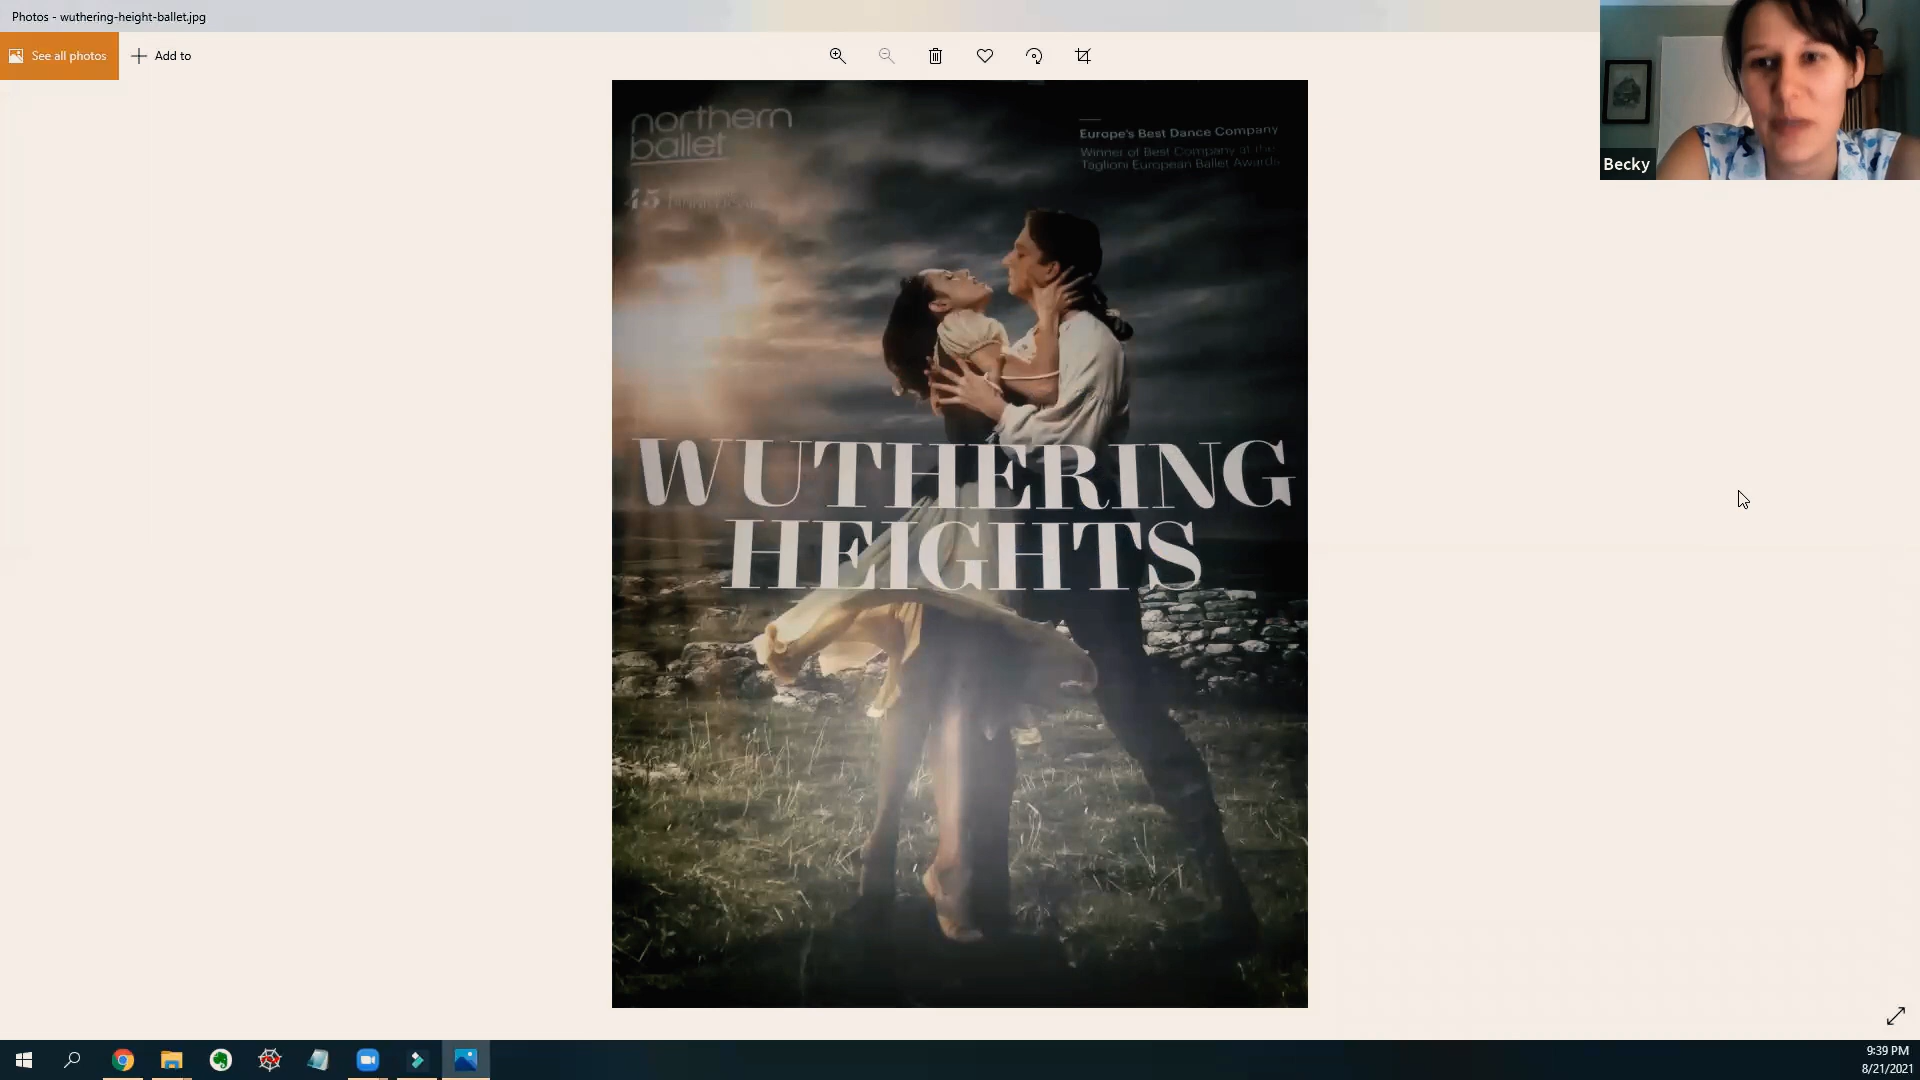 Photos - wuthering-height-ballet.jpg
See all photos
Add to
Becky
northern
ballet
Europe's Best Dance Company
Winner of Best Company at the
Taglioni European Ballet Awards
45
WUTHERING
HEIGHTS
9:39 PM
8/21/2021